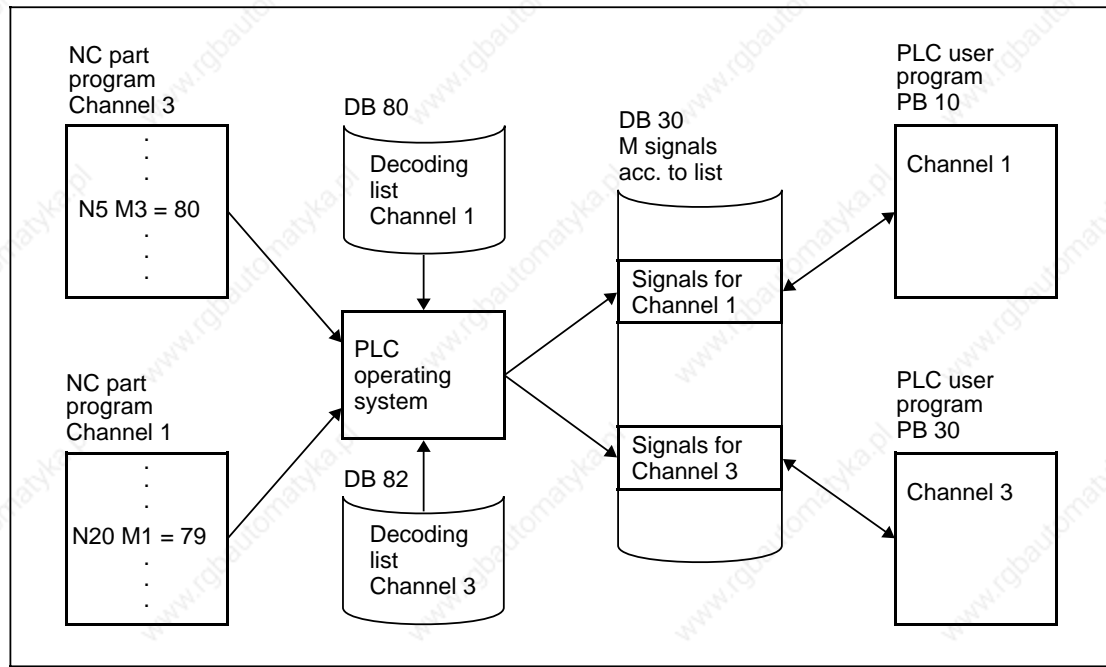 NC part
program
Channel 3
.
.
.
N5 M3 = 80
.
.
.
DB 80
Decoding
list
Channel 1
DB 30
M signals
acc. to list
PLC user
program
PB 10
Channel 1
Signals for
Channel 1
PLC
operating
system
NC part
program
Channel 1
.
.
.
N20 M1 = 79
.
.
.
DB 82
Decoding
list
Channel 3
Signals for
Channel 3
PLC user
program
PB 30
Channel 3
www.rgbautomatyka.pl